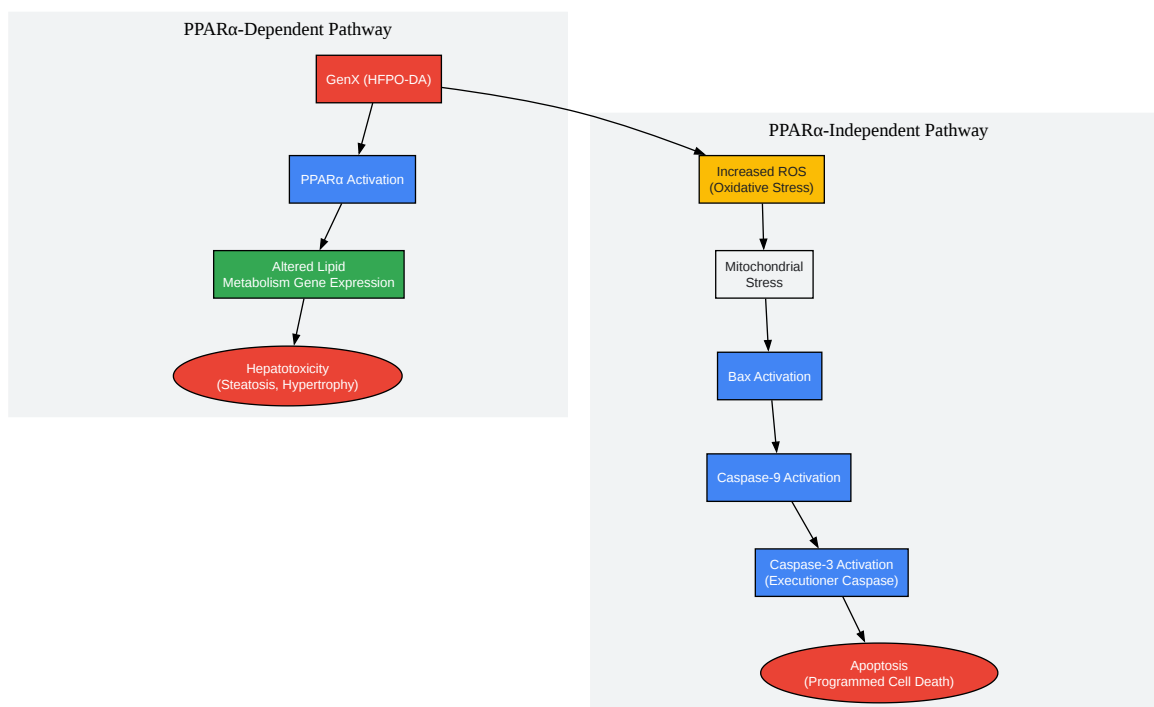 PPARα-Dependent Pathway
GenX (HFPO-DA)
PPARα Activation
Altered Lipid
Metabolism Gene Expression
Hepatotoxicity
(Steatosis, Hypertrophy)
PPARα-Independent Pathway
Increased ROS
(Oxidative Stress)
Mitochondrial
Stress
Bax Activation
Caspase-9 Activation
Caspase-3 Activation
(Executioner Caspase)
Apoptosis
(Programmed Cell Death)